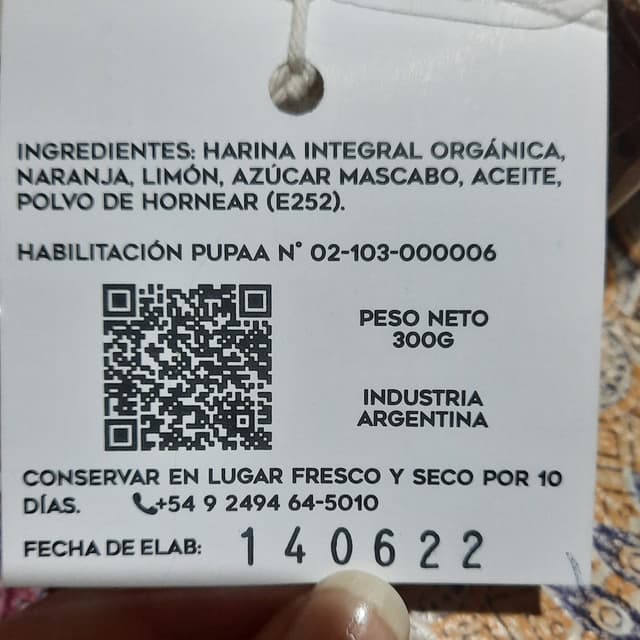 INGREDIENTES: HARINA INTEGRAL ORGÁNICA,
NARANJA, LIMÓN, AZÚCAR MASCABO, ACEITE,
POLVO DE HORNEAR (E252).
HABILITACIÓN PUPAA N° 02-103-000006
PESO NETO
300G
INDUSTRIA
ARGENTINA
CONSERVAR EN LUGAR FRESCO Y SECO POR 10
DÍAS. +54 9 2494 64-5010
FECHA DE ELAB: 140622